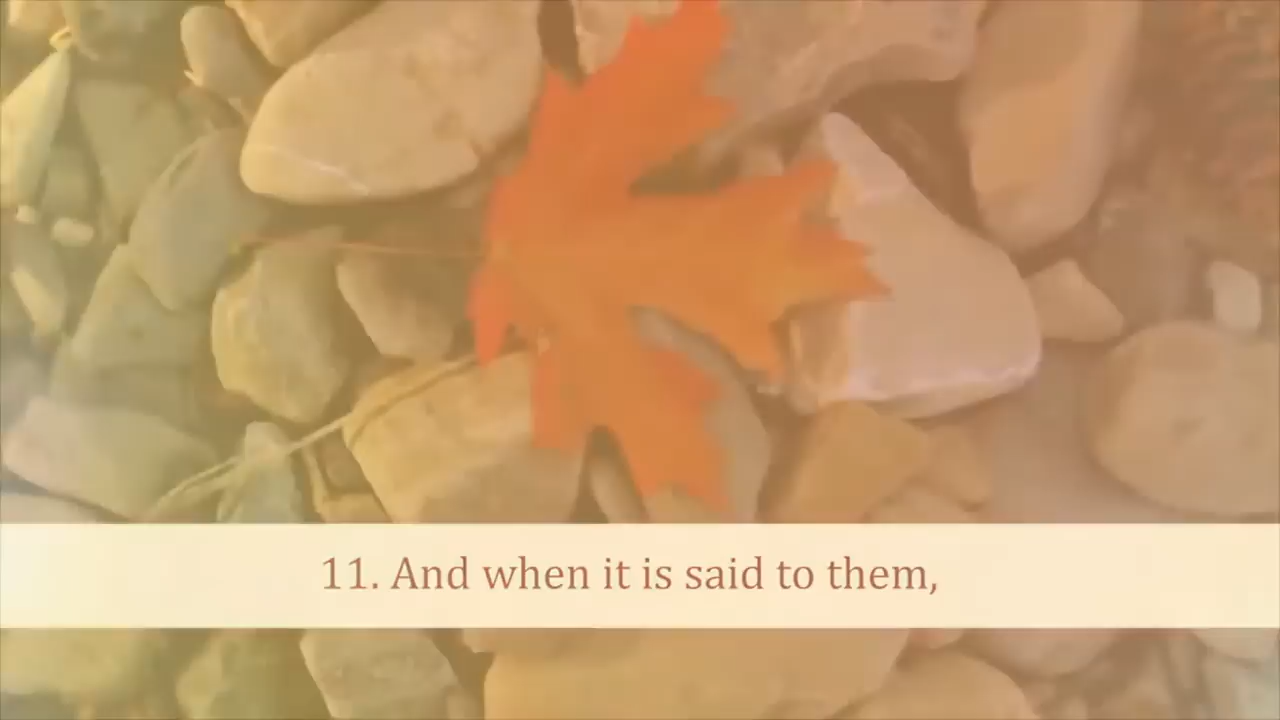 11. And when it is said to them,